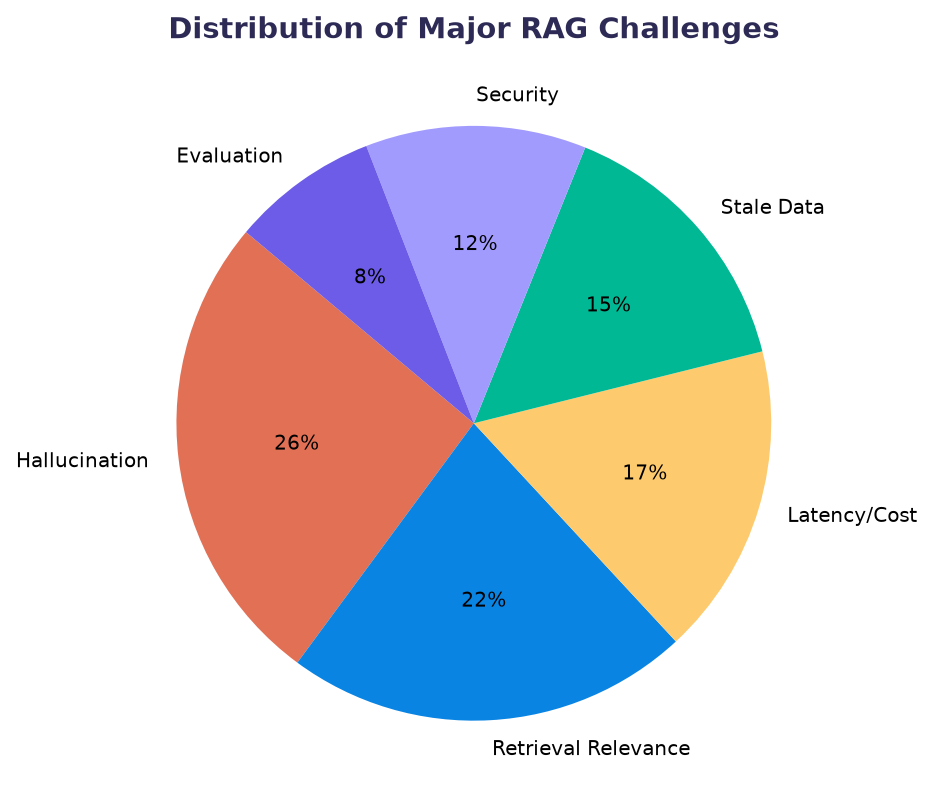 Distribution of Major RAG Challenges
Security
Evaluation
Stale Data
12%
8%
15%
26%
Hallucination
17%
Latency/Cost
22%
Retrieval Relevance